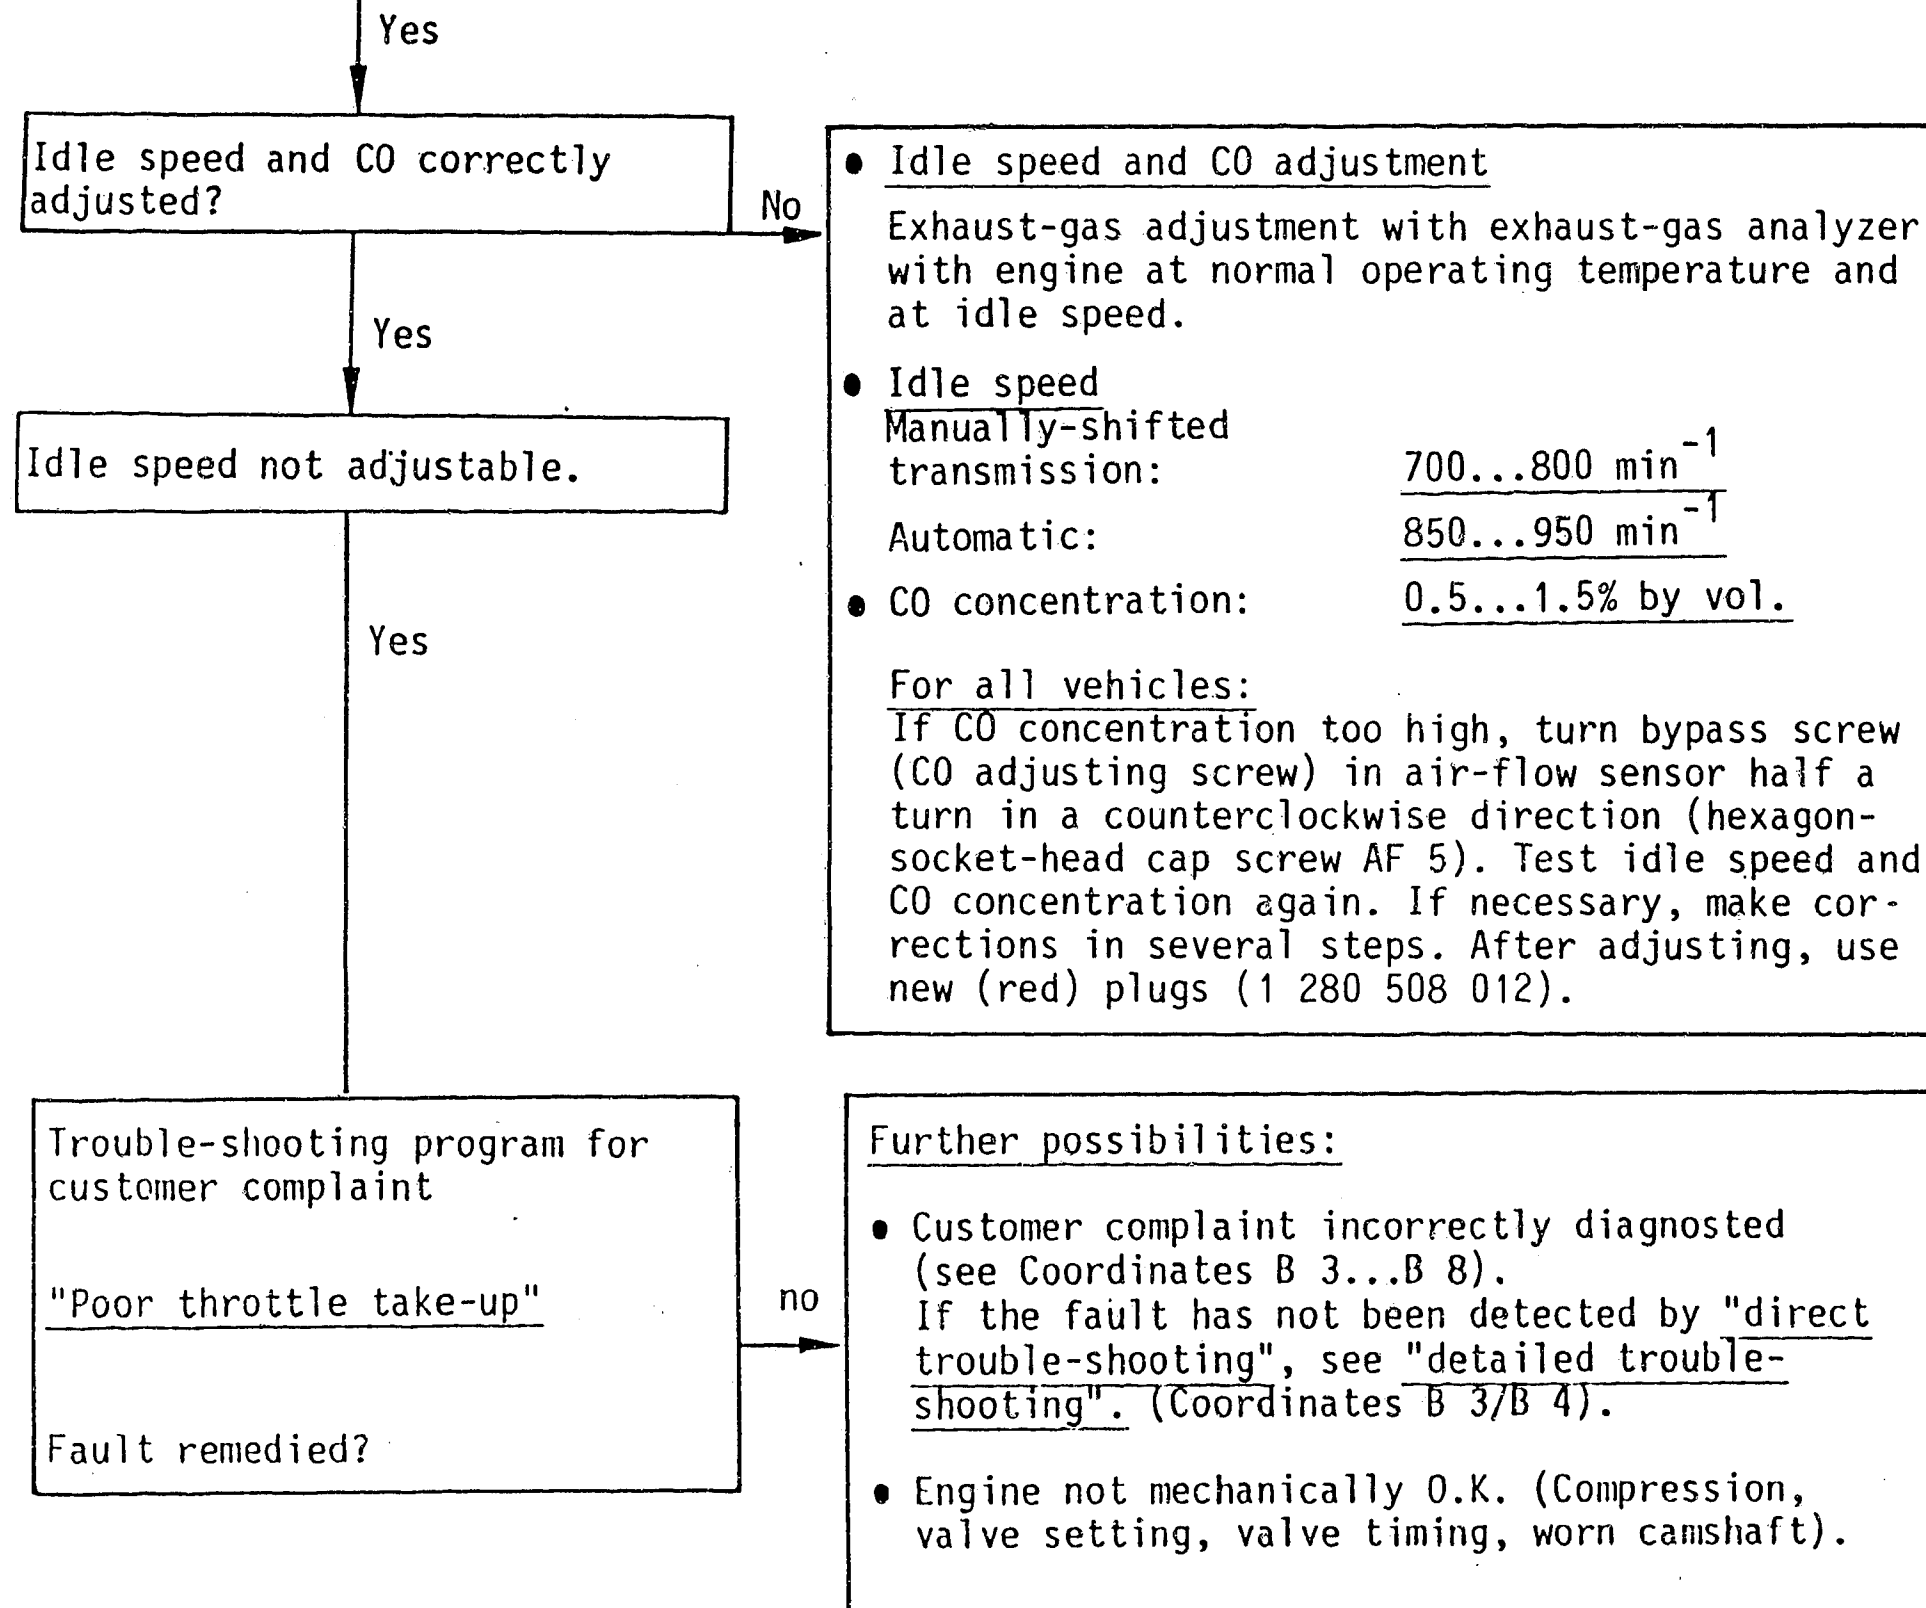 Yes
Idle speed and CO correctly
adjusted?
No
Yes
Idle speed not adjustable.
Yes
• Idle speed and CO adjustment
Exhaust-gas adjustment with exhaust-gas analyzer
with engine at normal operating temperature and
at idle speed.
• Idle speed
Manually-shifted
transmission: 700...800 min⁻¹
Automatic: 850...950 min⁻¹
• CO concentration: 0.5...1.5% by vol.
For all vehicles:
If CO concentration too high, turn bypass screw
(CO adjusting screw) in air-flow sensor half a
turn in a counterclockwise direction (hexagon-
socket-head cap screw AF 5). Test idle speed and
CO concentration again. If necessary, make cor-
rections in several steps. After adjusting, use
new (red) plugs (1 280 508 012).
Trouble-shooting program for
customer complaint
"Poor throttle take-up"
Fault remedied?
no
Further possibilities:
• Customer complaint incorrectly diagnosted
(see Coordinates B 3...B 8).
If the fault has not been detected by "direct
trouble-shooting", see "detailed trouble-
shooting". (Coordinates B 3/B 4).
• Engine not mechanically O.K. (Compression,
valve setting, valve timing, worn camshaft).